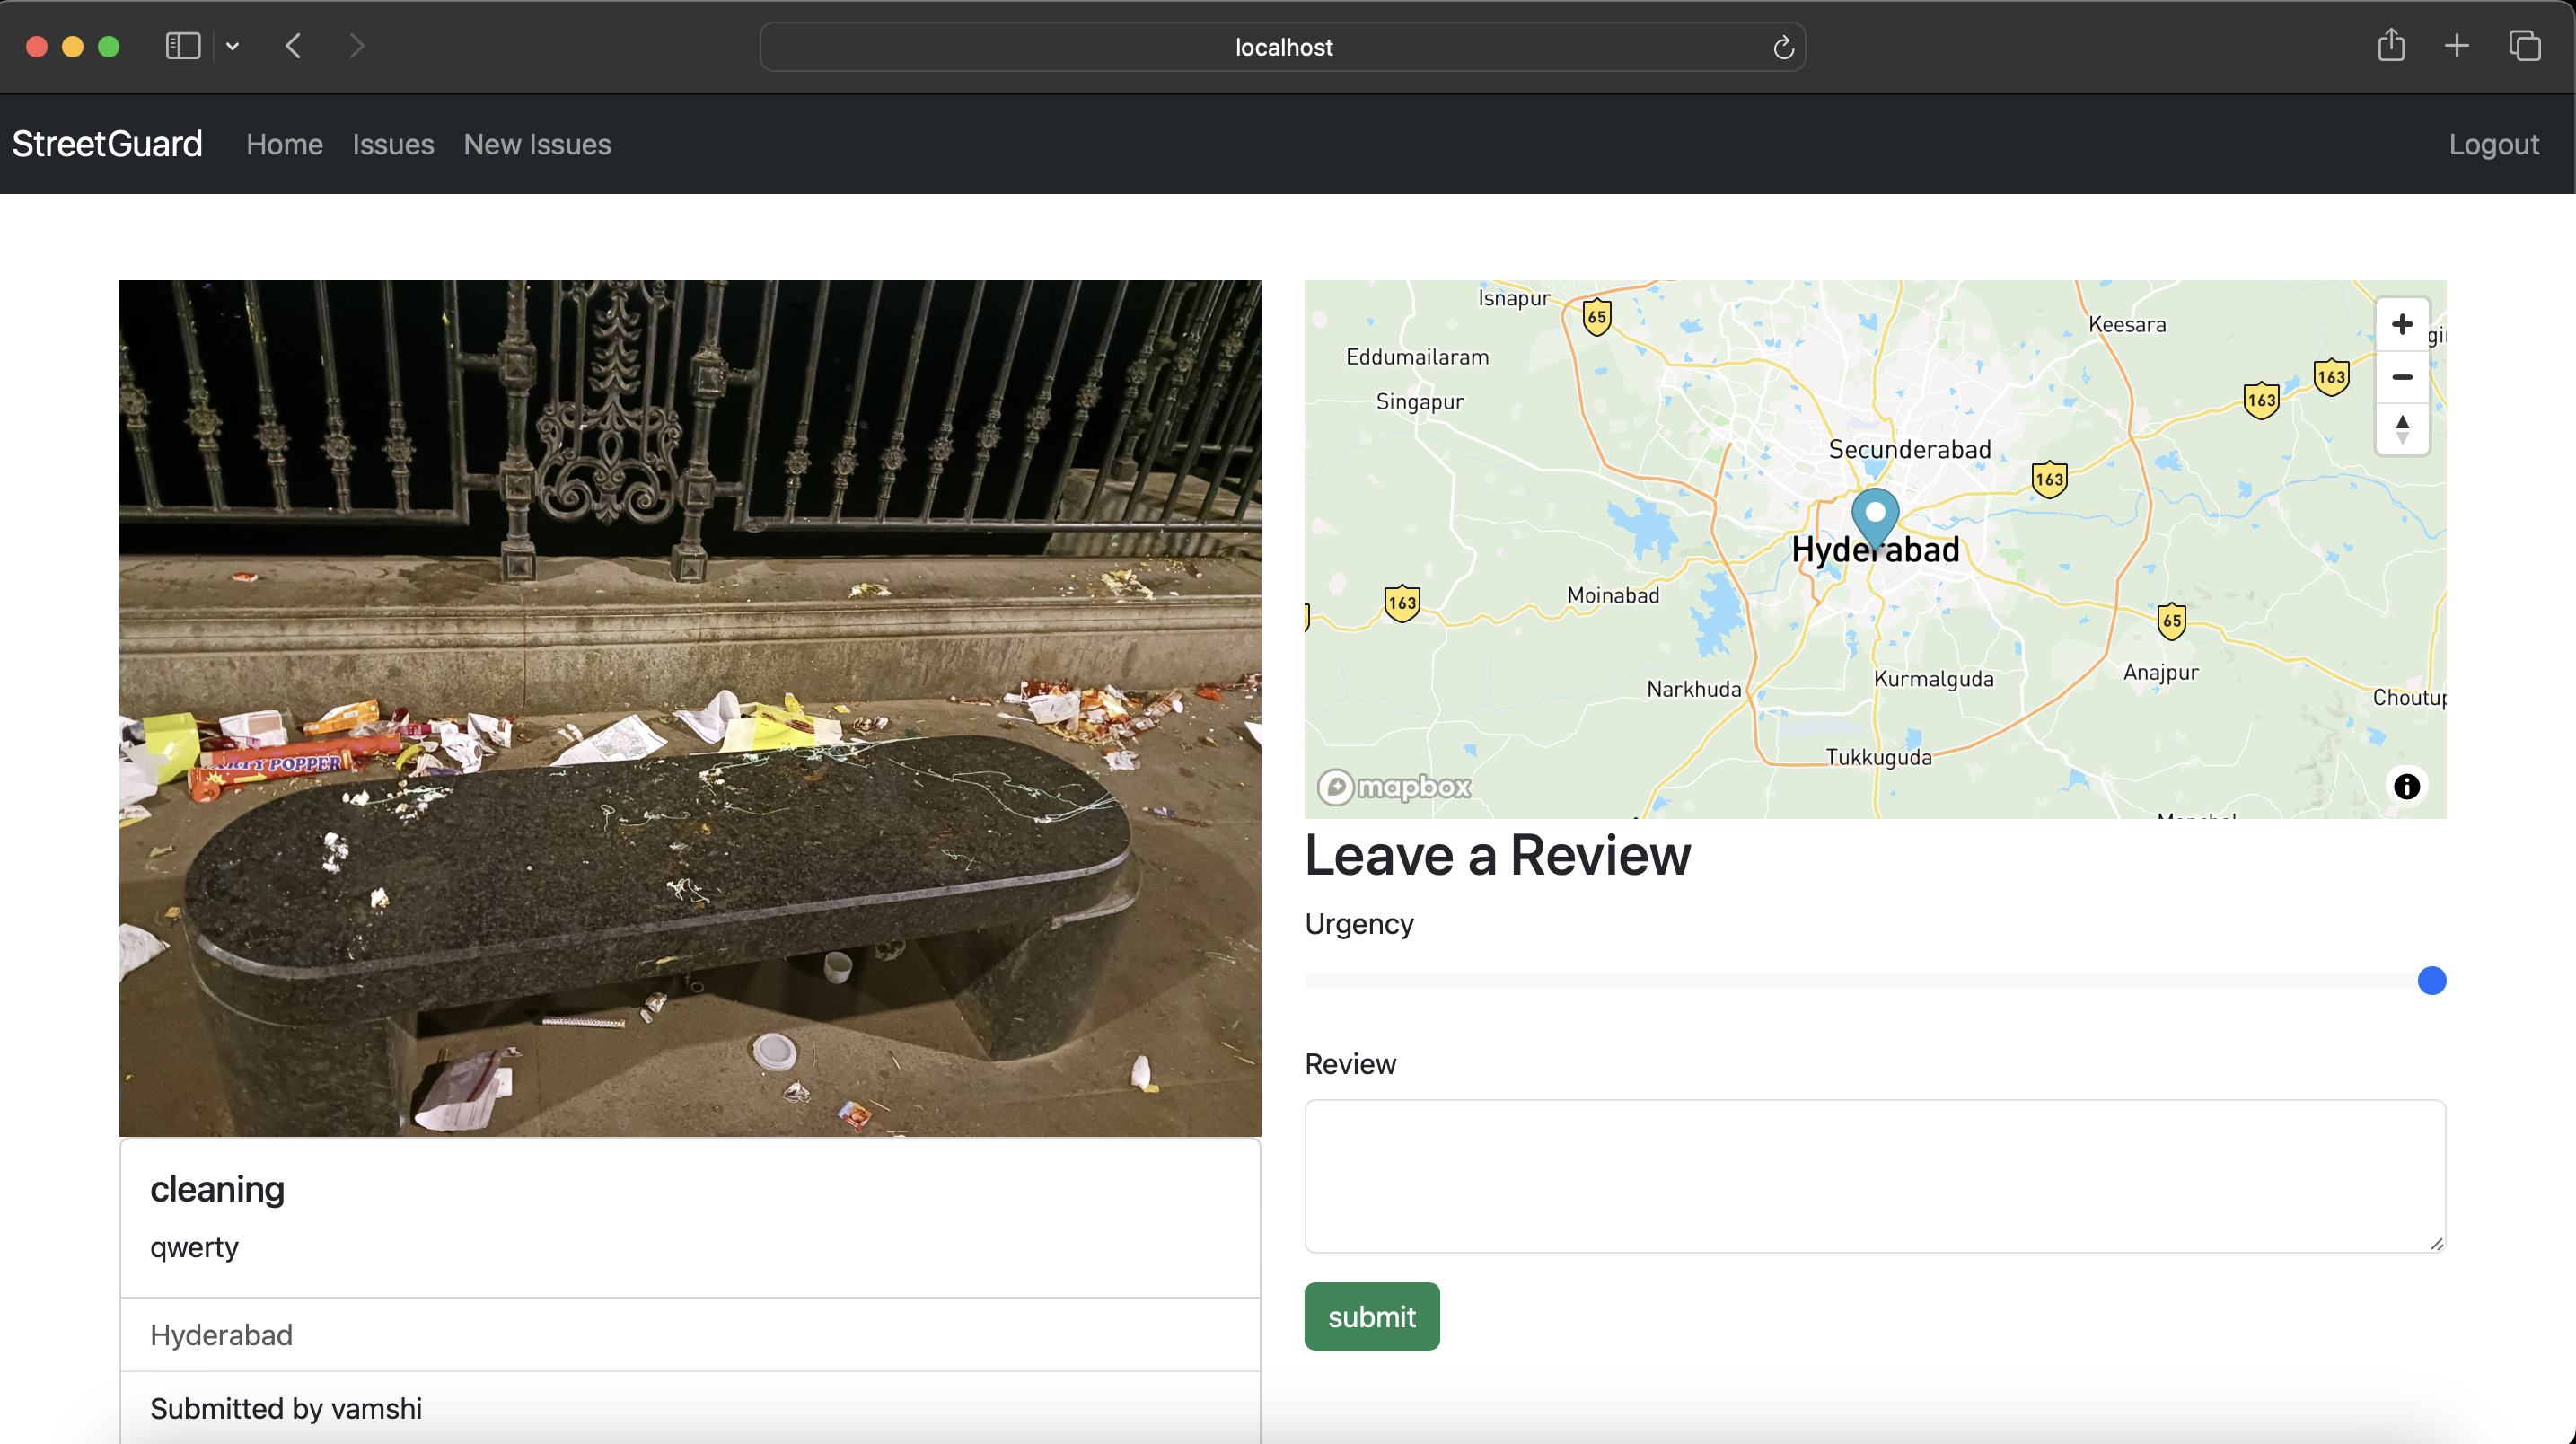 localhost
StreetGuard Home Issues New Issues Logout
Isnapur
65
Keesara
Eddumailaram
163
163
Singapur
Secunderabad
163
Hyderabad
Moinabad
163
65
Anajpur
Kurmalguda
Narkhuda
Tukkuguda
mapbox
PARTY POPPER
Leave a Review
Urgency
Review
submit
cleaning
qwerty
Hyderabad
Submitted by vamshi